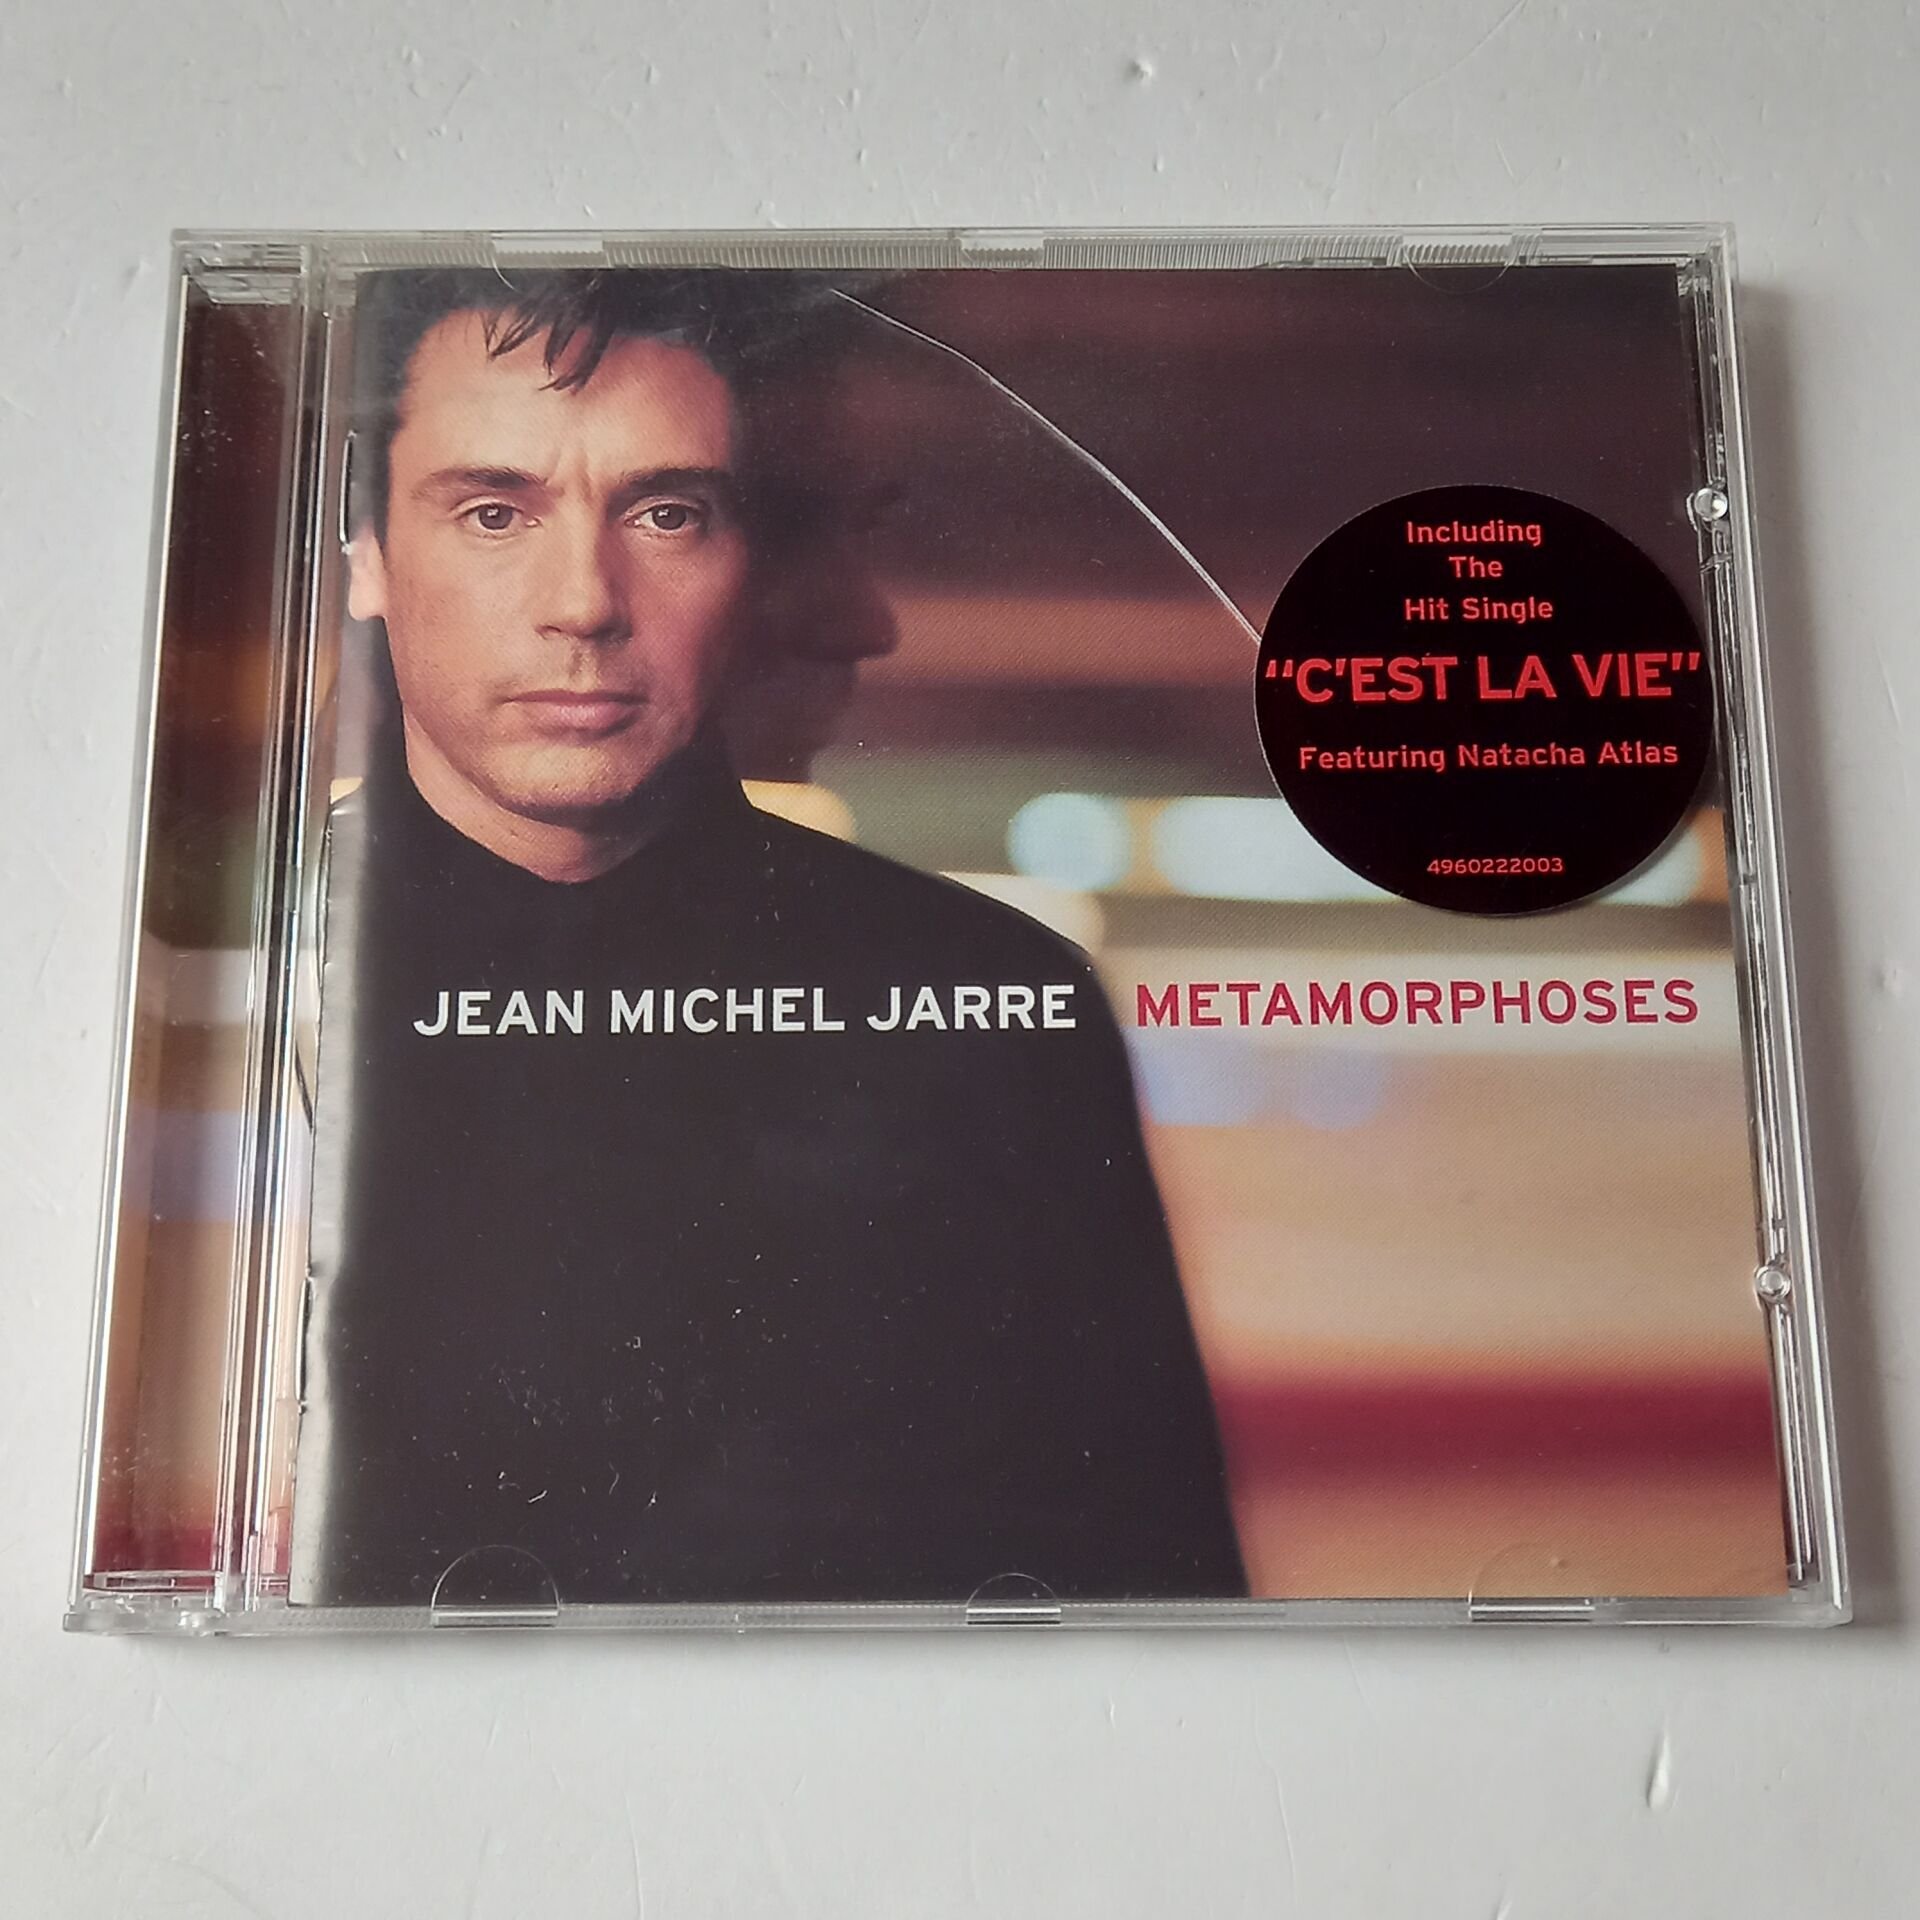 Including
The
Hit Single
“C'EST LA VIE”
Featuring Natacha Atlas
4960222003
JEAN MICHEL JARRE METAMORPHOSES